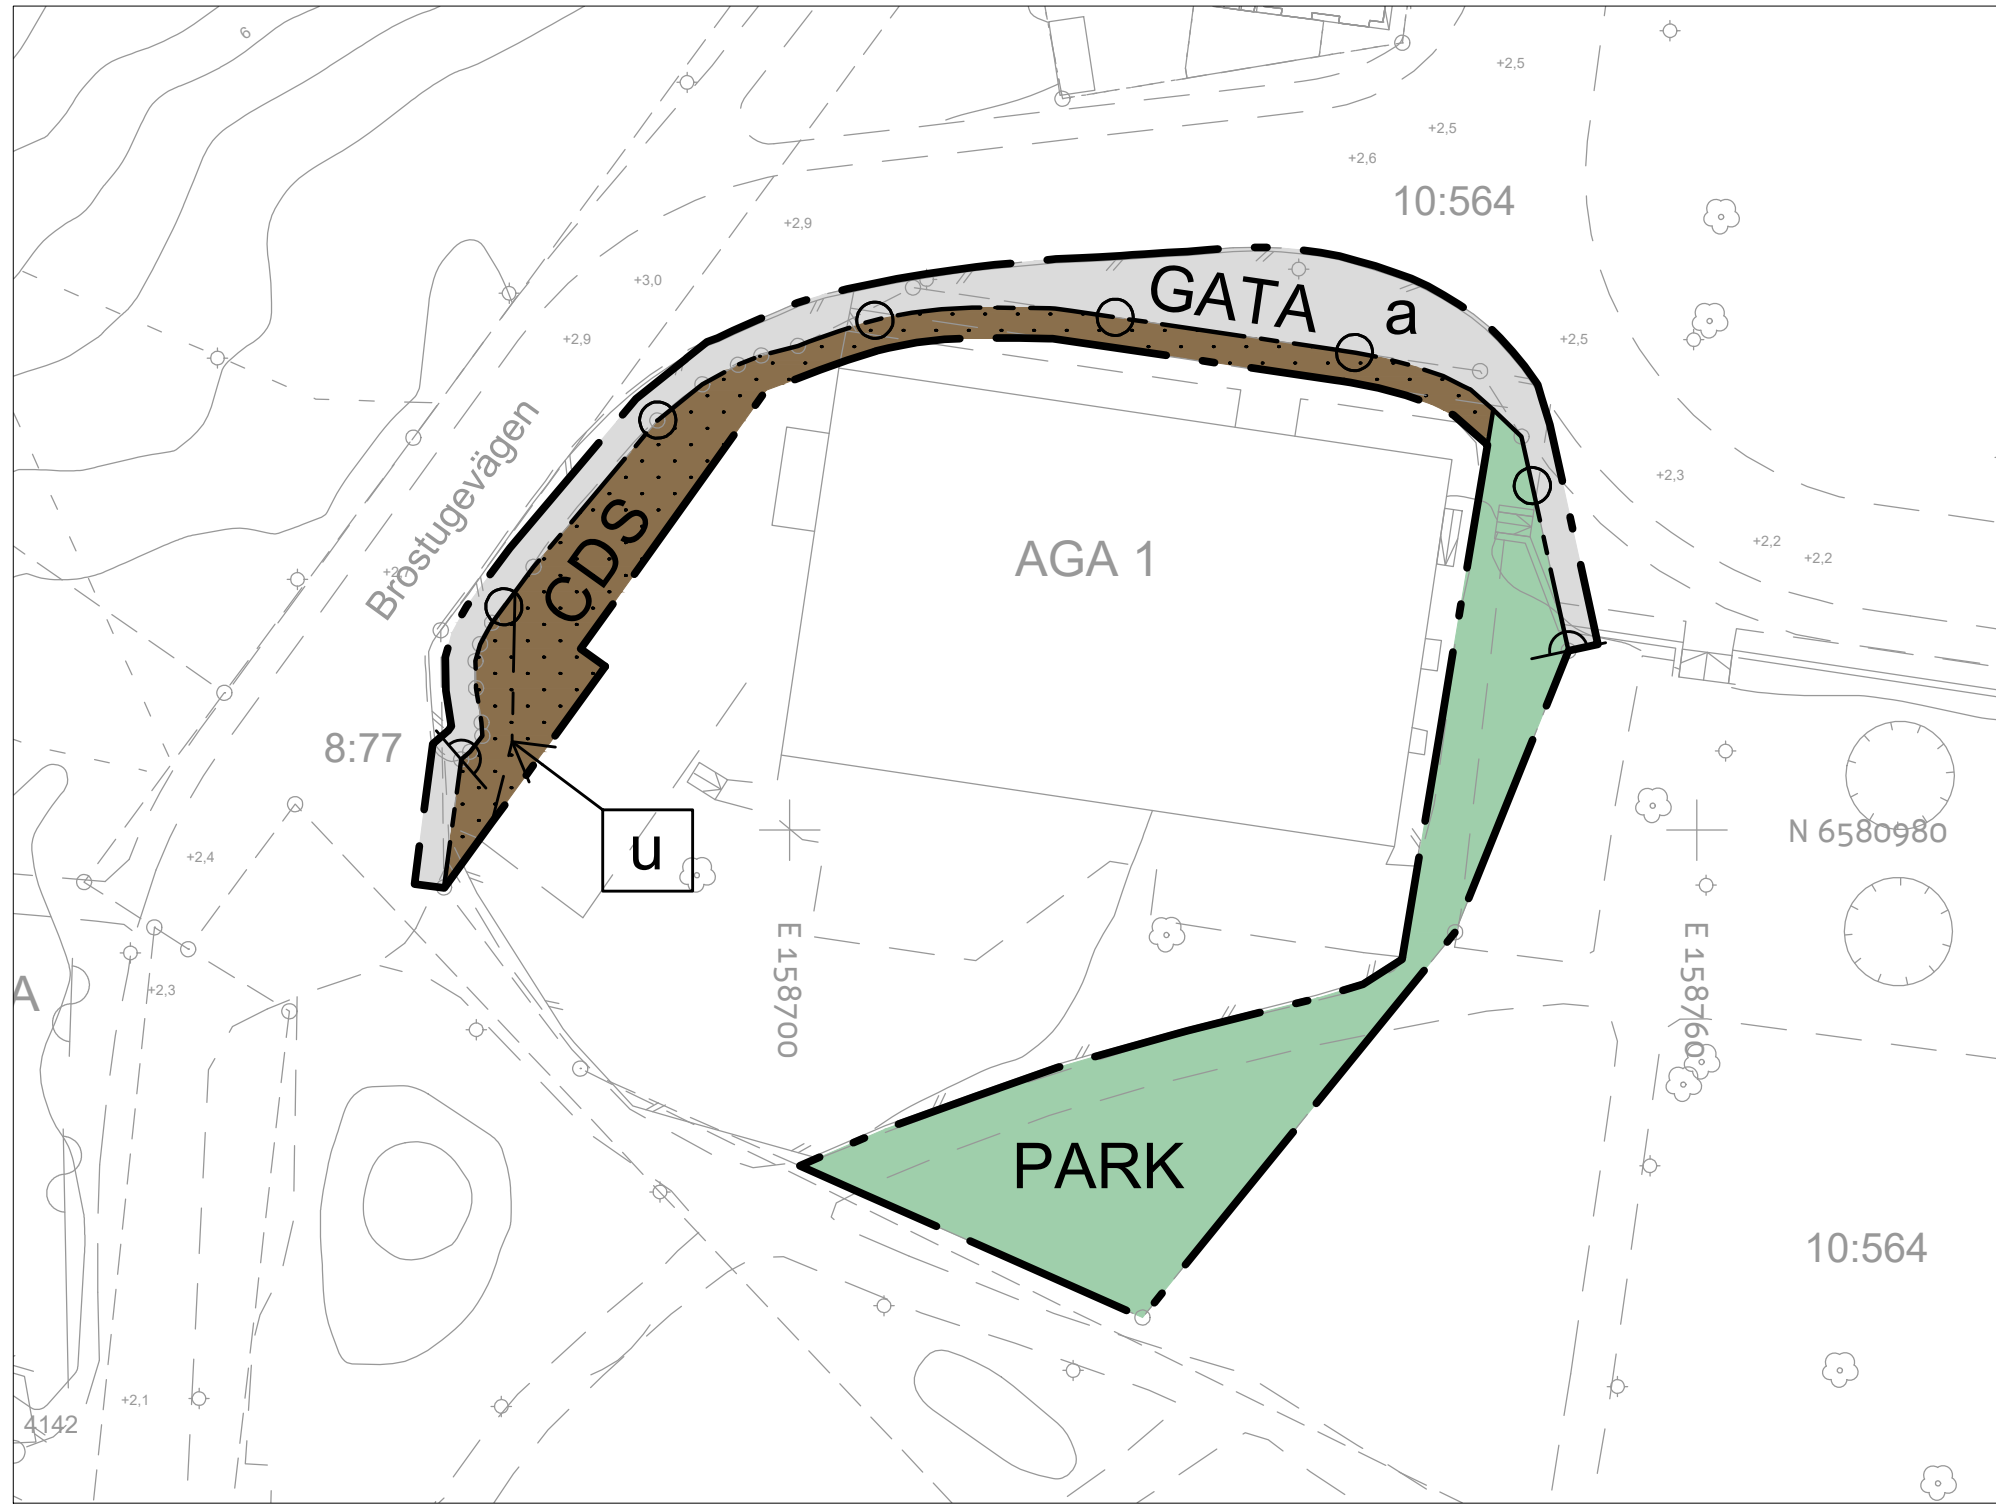 6
+2,5
+2,5
+2,6
10:564
+2,9
+3,0
GATA a
+2,9
+2,5
Brostugevägen
+2,3
CDS
+2,2
+2,2
AGA 1
8:77
u
N 6580980
+2,4
E 158700
E 158760
A
+2,3
PARK
10:564
+2,1
4142